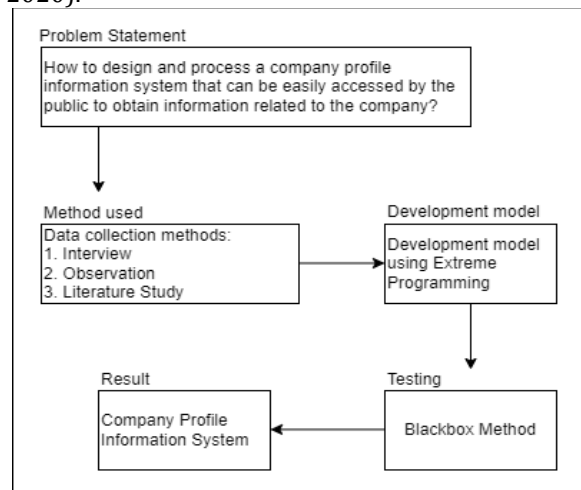 2020).
Problem Statement
How to design and process a company profile
information system that can be easily accessed by the
public to obtain information related to the company?
Method used
Data collection methods:
1. Interview
2. Observation
3. Literature Study
Development model
Development model
using Extreme
Programming
Result
Company Profile
Information System
Testing
Blackbox Method